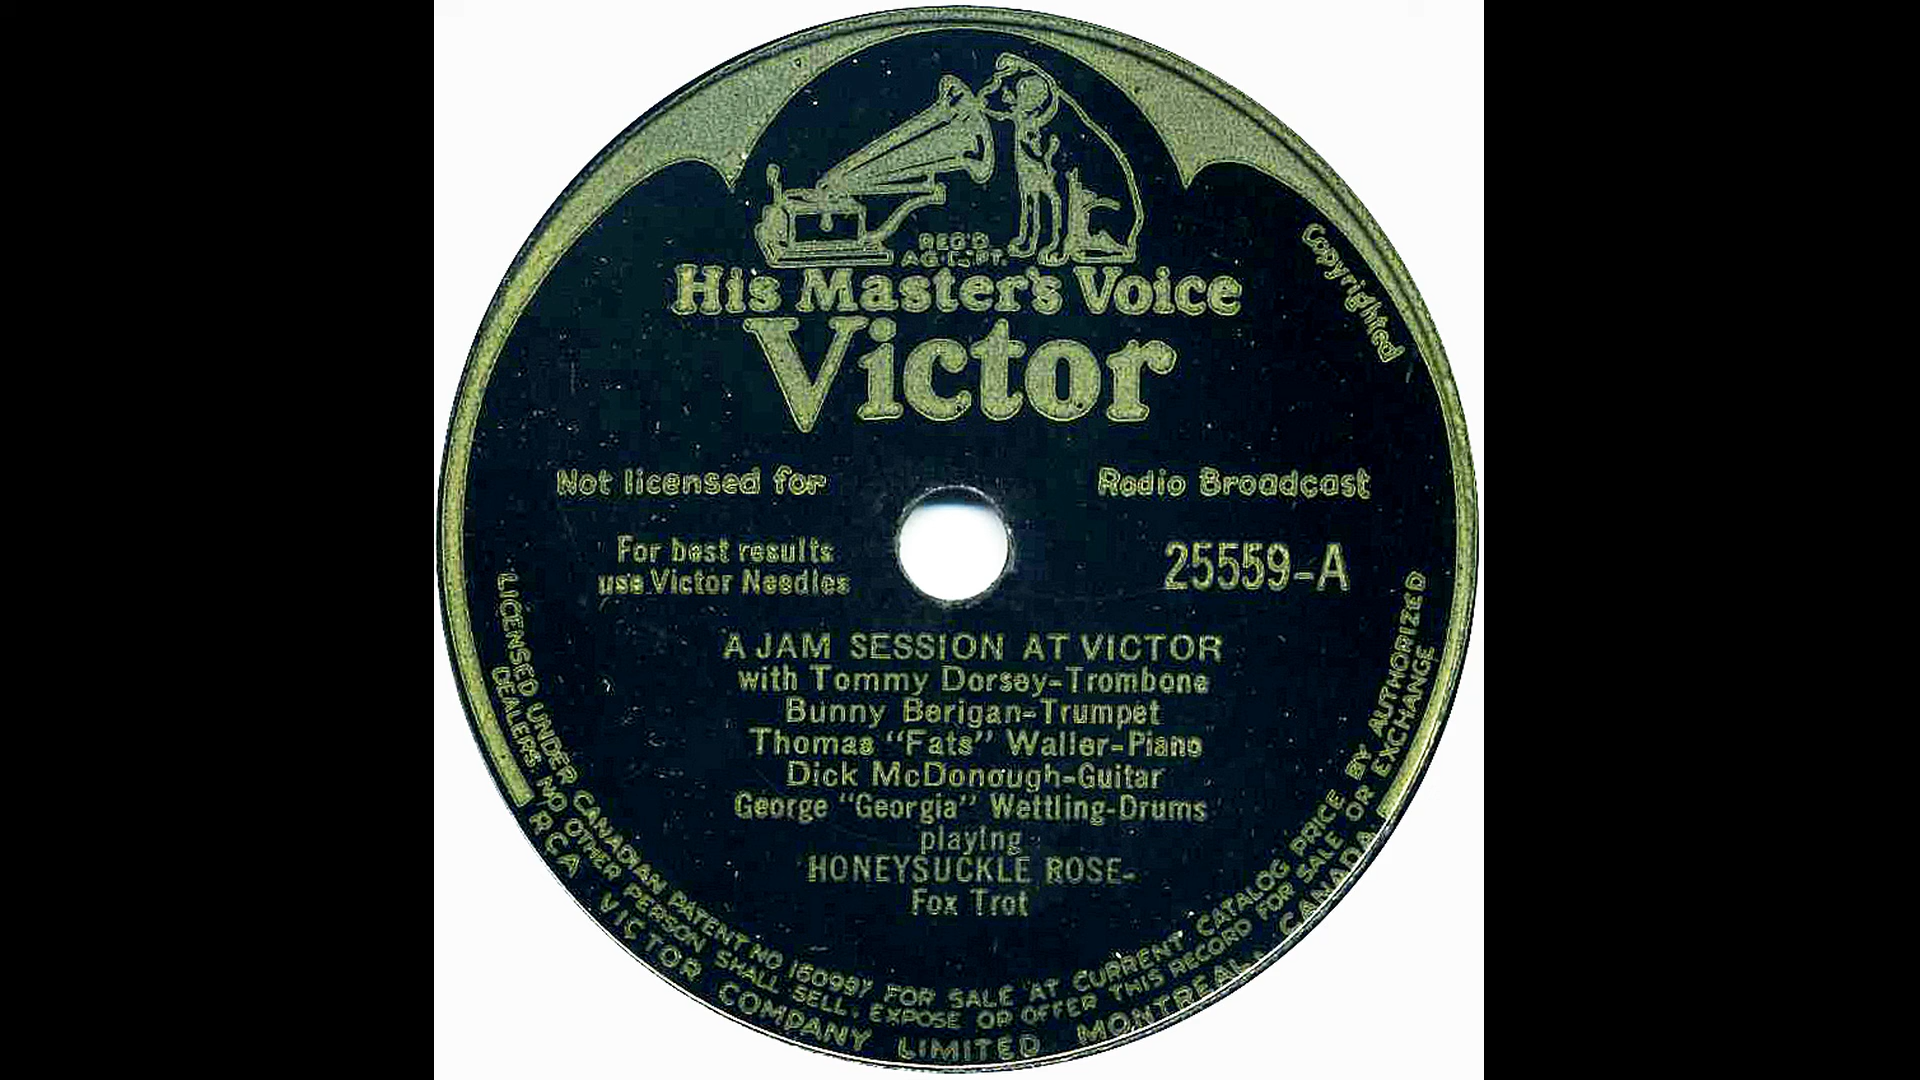 REG'D
His Master's Voice
Victor
Copyrighted
Not licensed for Radio Broadcast
For best results
use Victor Needles
25559-A
A JAM SESSION AT VICTOR
with Tommy Dorsey-Trombone
Bunny Berigan-Trumpet
Thomas "Fats" Waller-Piano
Dick McDonough-Guitar
George "Georgia" Wettling-Drums
playing
HONEYSUCKLE ROSE-
Fox Trot
LICENSED UNDER CANADIAN PATENT NO 160997 FOR SALE AT CURRENT CATALOG PRICE BY AUTHORIZED
DEALERS. NO OTHER PERSON SHALL SELL, EXPOSE OR OFFER THIS RECORD FOR SALE OR EXCHANGE
RCA VICTOR COMPANY LIMITED MONTREAL, CANADA